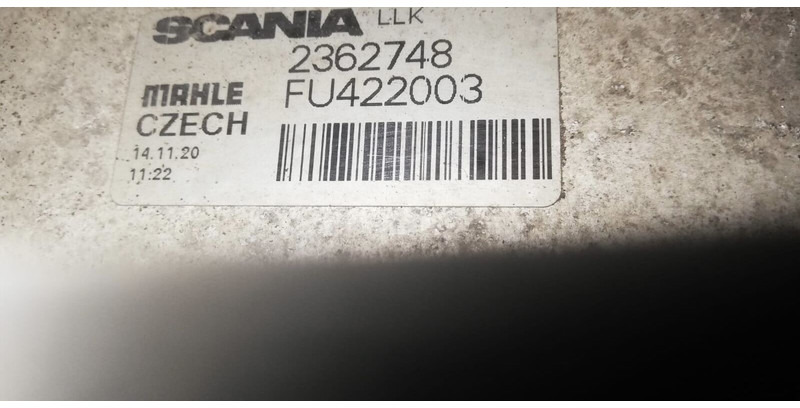 SCANIA LLK
2362748
MAHLE FU422003
CZECH
14.11.20
11:22